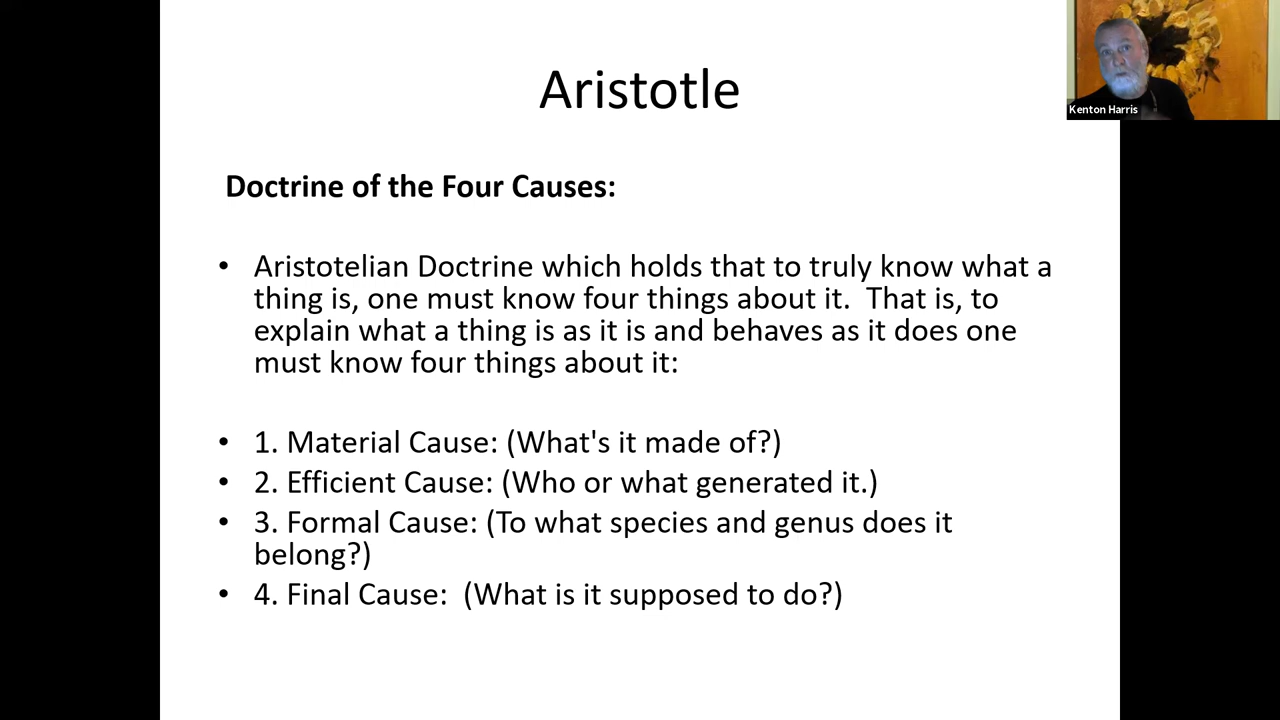 Aristotle
Kenton Harris
Doctrine of the Four Causes:
• Aristotelian Doctrine which holds that to truly know what a
thing is, one must know four things about it.  That is, to
explain what a thing is as it is and behaves as it does one
must know four things about it:
• 1. Material Cause: (What's it made of?)
• 2. Efficient Cause: (Who or what generated it.)
• 3. Formal Cause: (To what species and genus does it
belong?)
• 4. Final Cause:  (What is it supposed to do?)